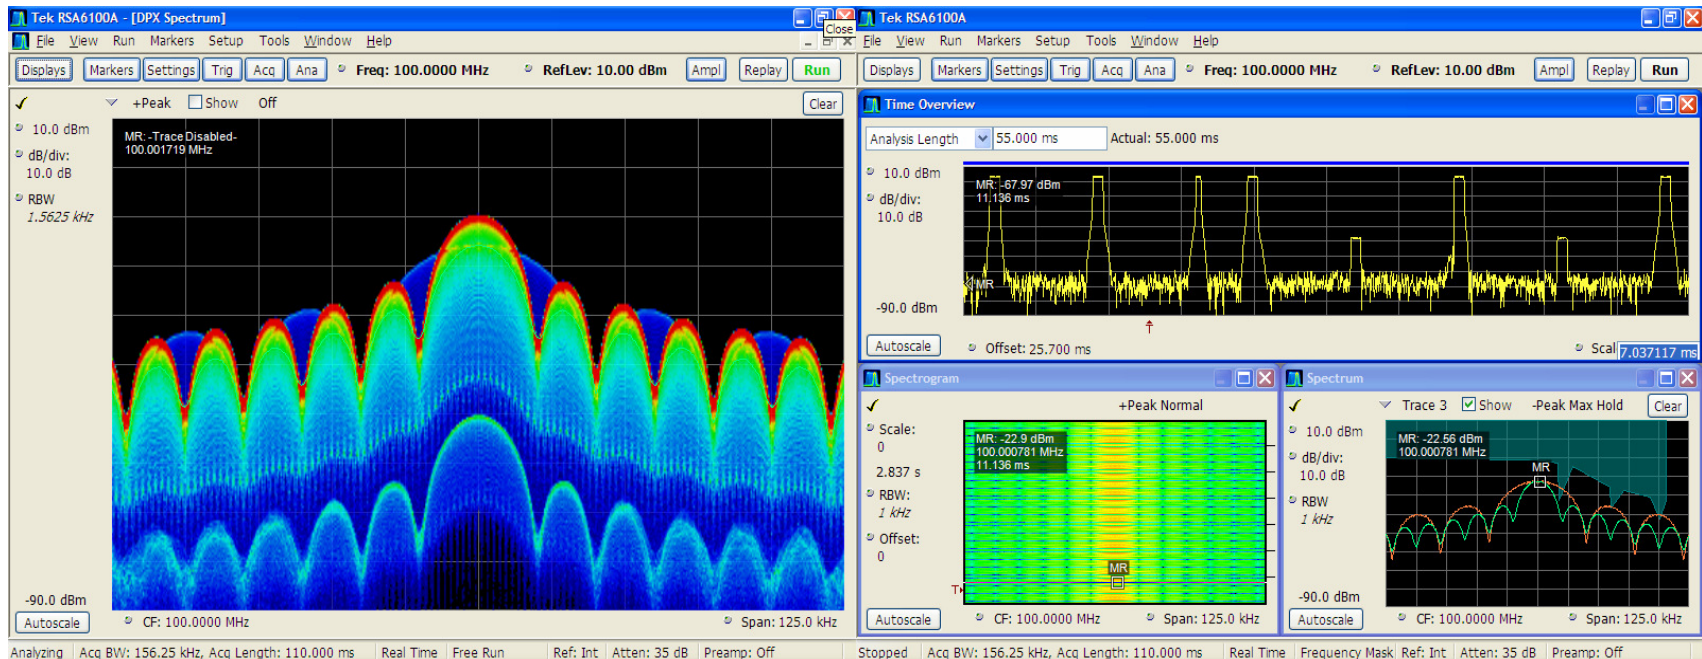 Tek RSA6100A - [DPX Spectrum]
Close
File View Run Markers Setup Tools Window Help
Displays Markers Settings Trig Acq Ana Freq: 100.0000 MHz RefLev: 10.00 dBm Ampl Replay Run
+Peak Show Off Clear
10.0 dBm
dB/div:
10.0 dB
RBW
1.5625 kHz
MR: -Trace Disabled-
100.001719 MHz
-90.0 dBm
Autoscale CF: 100.0000 MHz Span: 125.0 kHz
Analyzing Acq BW: 156.25 kHz, Acq Length: 110.000 ms Real Time Free Run Ref: Int Atten: 35 dB Preamp: Off
Tek RSA6100A
File View Run Markers Setup Tools Window Help
Displays Markers Settings Trig Acq Ana Freq: 100.0000 MHz RefLev: 10.00 dBm Ampl Replay Run
Time Overview
Analysis Length 55.000 ms Actual: 55.000 ms
10.0 dBm
dB/div:
10.0 dB
MR: -67.97 dBm
11.136 ms
MR
-90.0 dBm
Autoscale Offset: 25.700 ms Scal 7.037117 ms
Spectrogram
+Peak Normal
Scale:
0
2.837 s
RBW:
1 kHz
Offset:
0
MR: -22.9 dBm
100.000781 MHz
11.136 ms
MR
T
Autoscale CF: 100.0000 MHz Span: 125.0 kHz
Spectrum
Trace 3 Show -Peak Max Hold Clear
10.0 dBm
dB/div:
10.0 dB
RBW
1 kHz
MR: -22.56 dBm
100.000781 MHz
MR
-90.0 dBm
Autoscale CF: 100.0000 MHz Span: 125.0 kHz
Stopped Acq BW: 156.25 kHz, Acq Length: 110.000 ms Real Time Frequency Mask Ref: Int Atten: 35 dB Preamp: Off